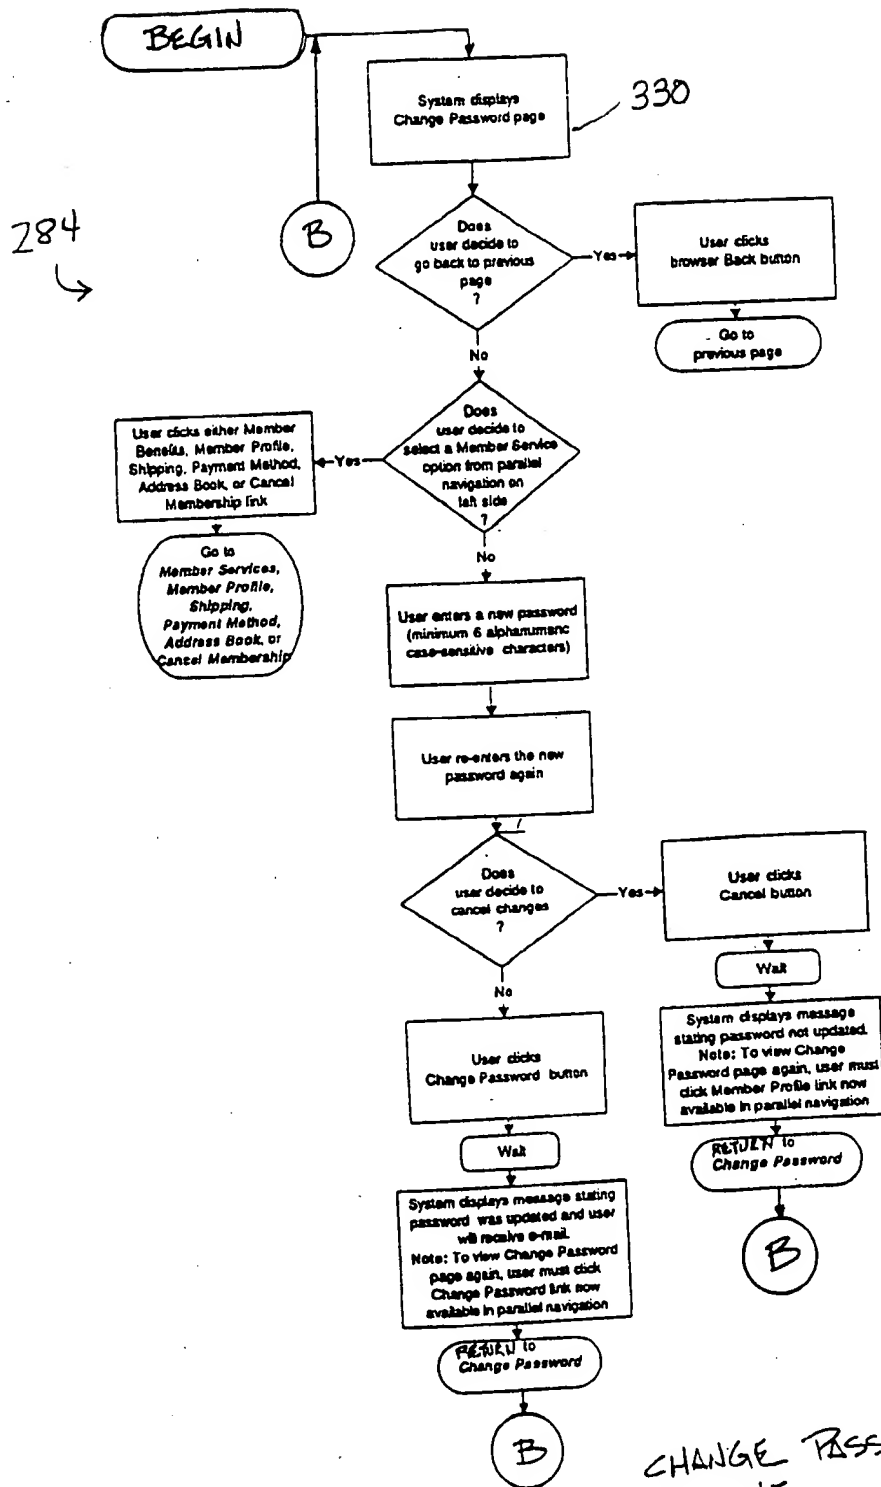 BEGIN
System displays
Change Password page
330
284
B
Does
user decide to
go back to previous
page
?
Yes
User clicks
browser Back button
Go to
previous page
No
Does
user decide to
select a Member Service
option from parallel
navigation on
left side
?
Yes
User clicks either Member
Benefits, Member Profile,
Shipping, Payment Method,
Address Book, or Cancel
Membership link
Go to
Member Services,
Member Profile,
Shipping,
Payment Method,
Address Book, or
Cancel Membership
No
User enters a new password
(minimum 6 alphanumeric
case-sensitive characters)
User re-enters the new
password again
Does
user decide to
cancel changes
?
Yes
User clicks
Cancel button
Wait
System displays message
stating password not updated.
Note: To view Change
Password page again, user must
click Member Profile link now
available in parallel navigation
RETURN to
Change Password
B
No
User clicks
Change Password button
Wait
System displays message stating
password was updated and user
will receive e-mail.
Note: To view Change Password
page again, user must click
Change Password link now
available in parallel navigation
RETURN to
Change Password
B
CHANGE PASS